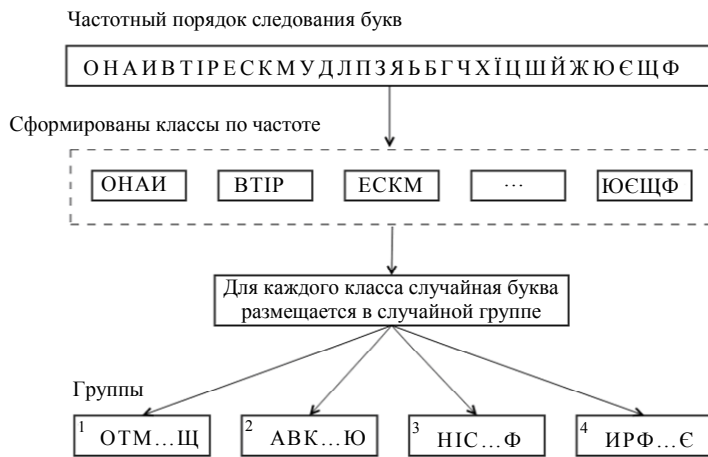 Частотный порядок следования букв
ОНАИВТІРЕСКМУДЛПЗЯЬБГЧХЇЦШЙЖЮЄЩФ
Сформированы классы по частоте
ОНАИ ВТІР ЕСКМ ... ЮЄЩФ
Для каждого класса случайная буква
размещается в случайной группе
Группы
1 ОТМ...Щ 2 АВК...Ю 3 НІС...Ф 4 ИРФ...Є